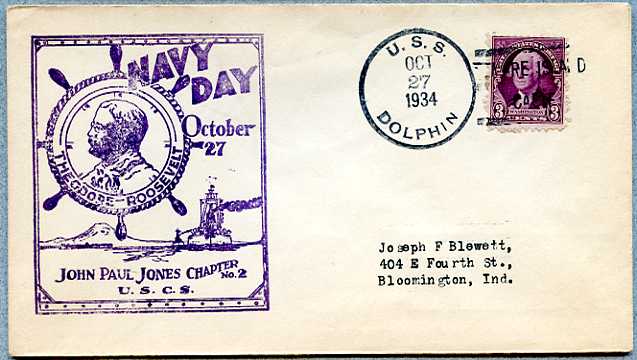 NAVY
DAY
October
27
THEODORE ROOSEVELT
JOHN PAUL JONES CHAPTER
No. 2
U. S. C. S.
U. S. S.
OCT
27
1934
DOLPHIN
3 3
Joseph F Blewett,
404 E Fourth St.,
Bloomington, Ind.